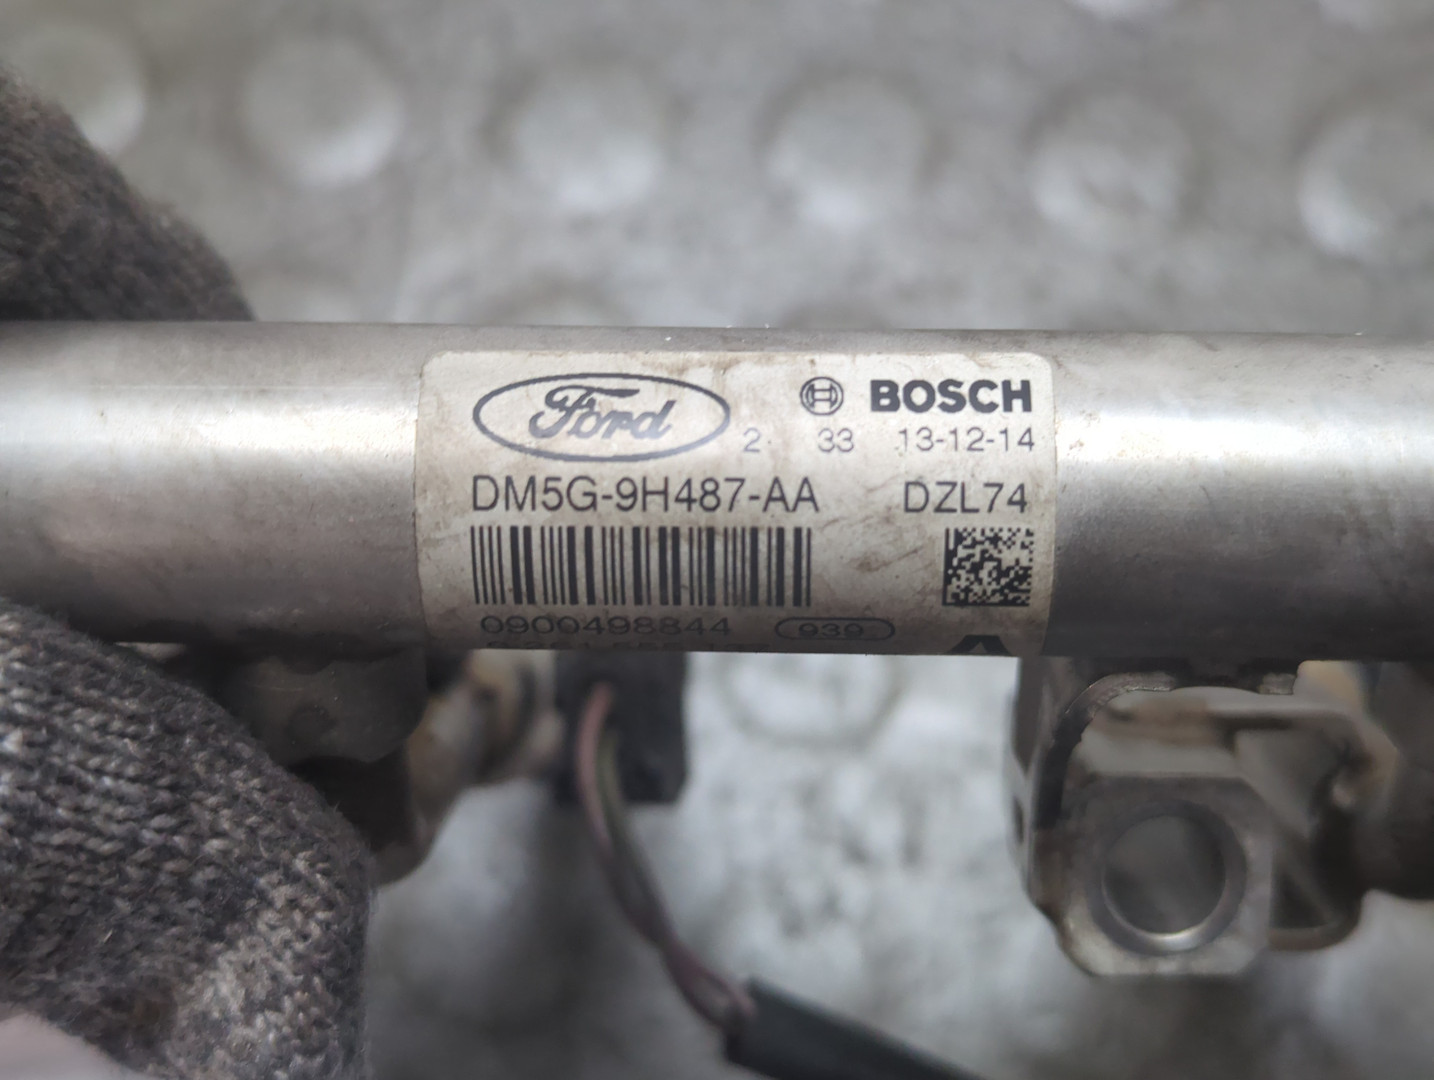 Ford BOSCH
2 33 13-12-14
DM5G-9H487-AA DZL74
0900498844 939